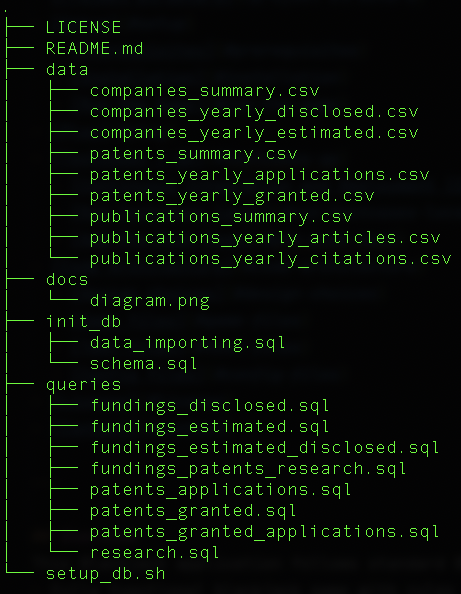 .
├── LICENSE
├── README.md
├── data
│   ├── companies_summary.csv
│   ├── companies_yearly_disclosed.csv
│   ├── companies_yearly_estimated.csv
│   ├── patents_summary.csv
│   ├── patents_yearly_applications.csv
│   ├── patents_yearly_granted.csv
│   ├── publications_summary.csv
│   ├── publications_yearly_articles.csv
│   └── publications_yearly_citations.csv
├── docs
│   └── diagram.png
├── init_db
│   ├── data_importing.sql
│   └── schema.sql
├── queries
│   ├── fundings_disclosed.sql
│   ├── fundings_estimated.sql
│   ├── fundings_estimated_disclosed.sql
│   ├── fundings_patents_research.sql
│   ├── patents_applications.sql
│   ├── patents_granted.sql
│   ├── patents_granted_applications.sql
│   └── research.sql
└── setup_db.sh